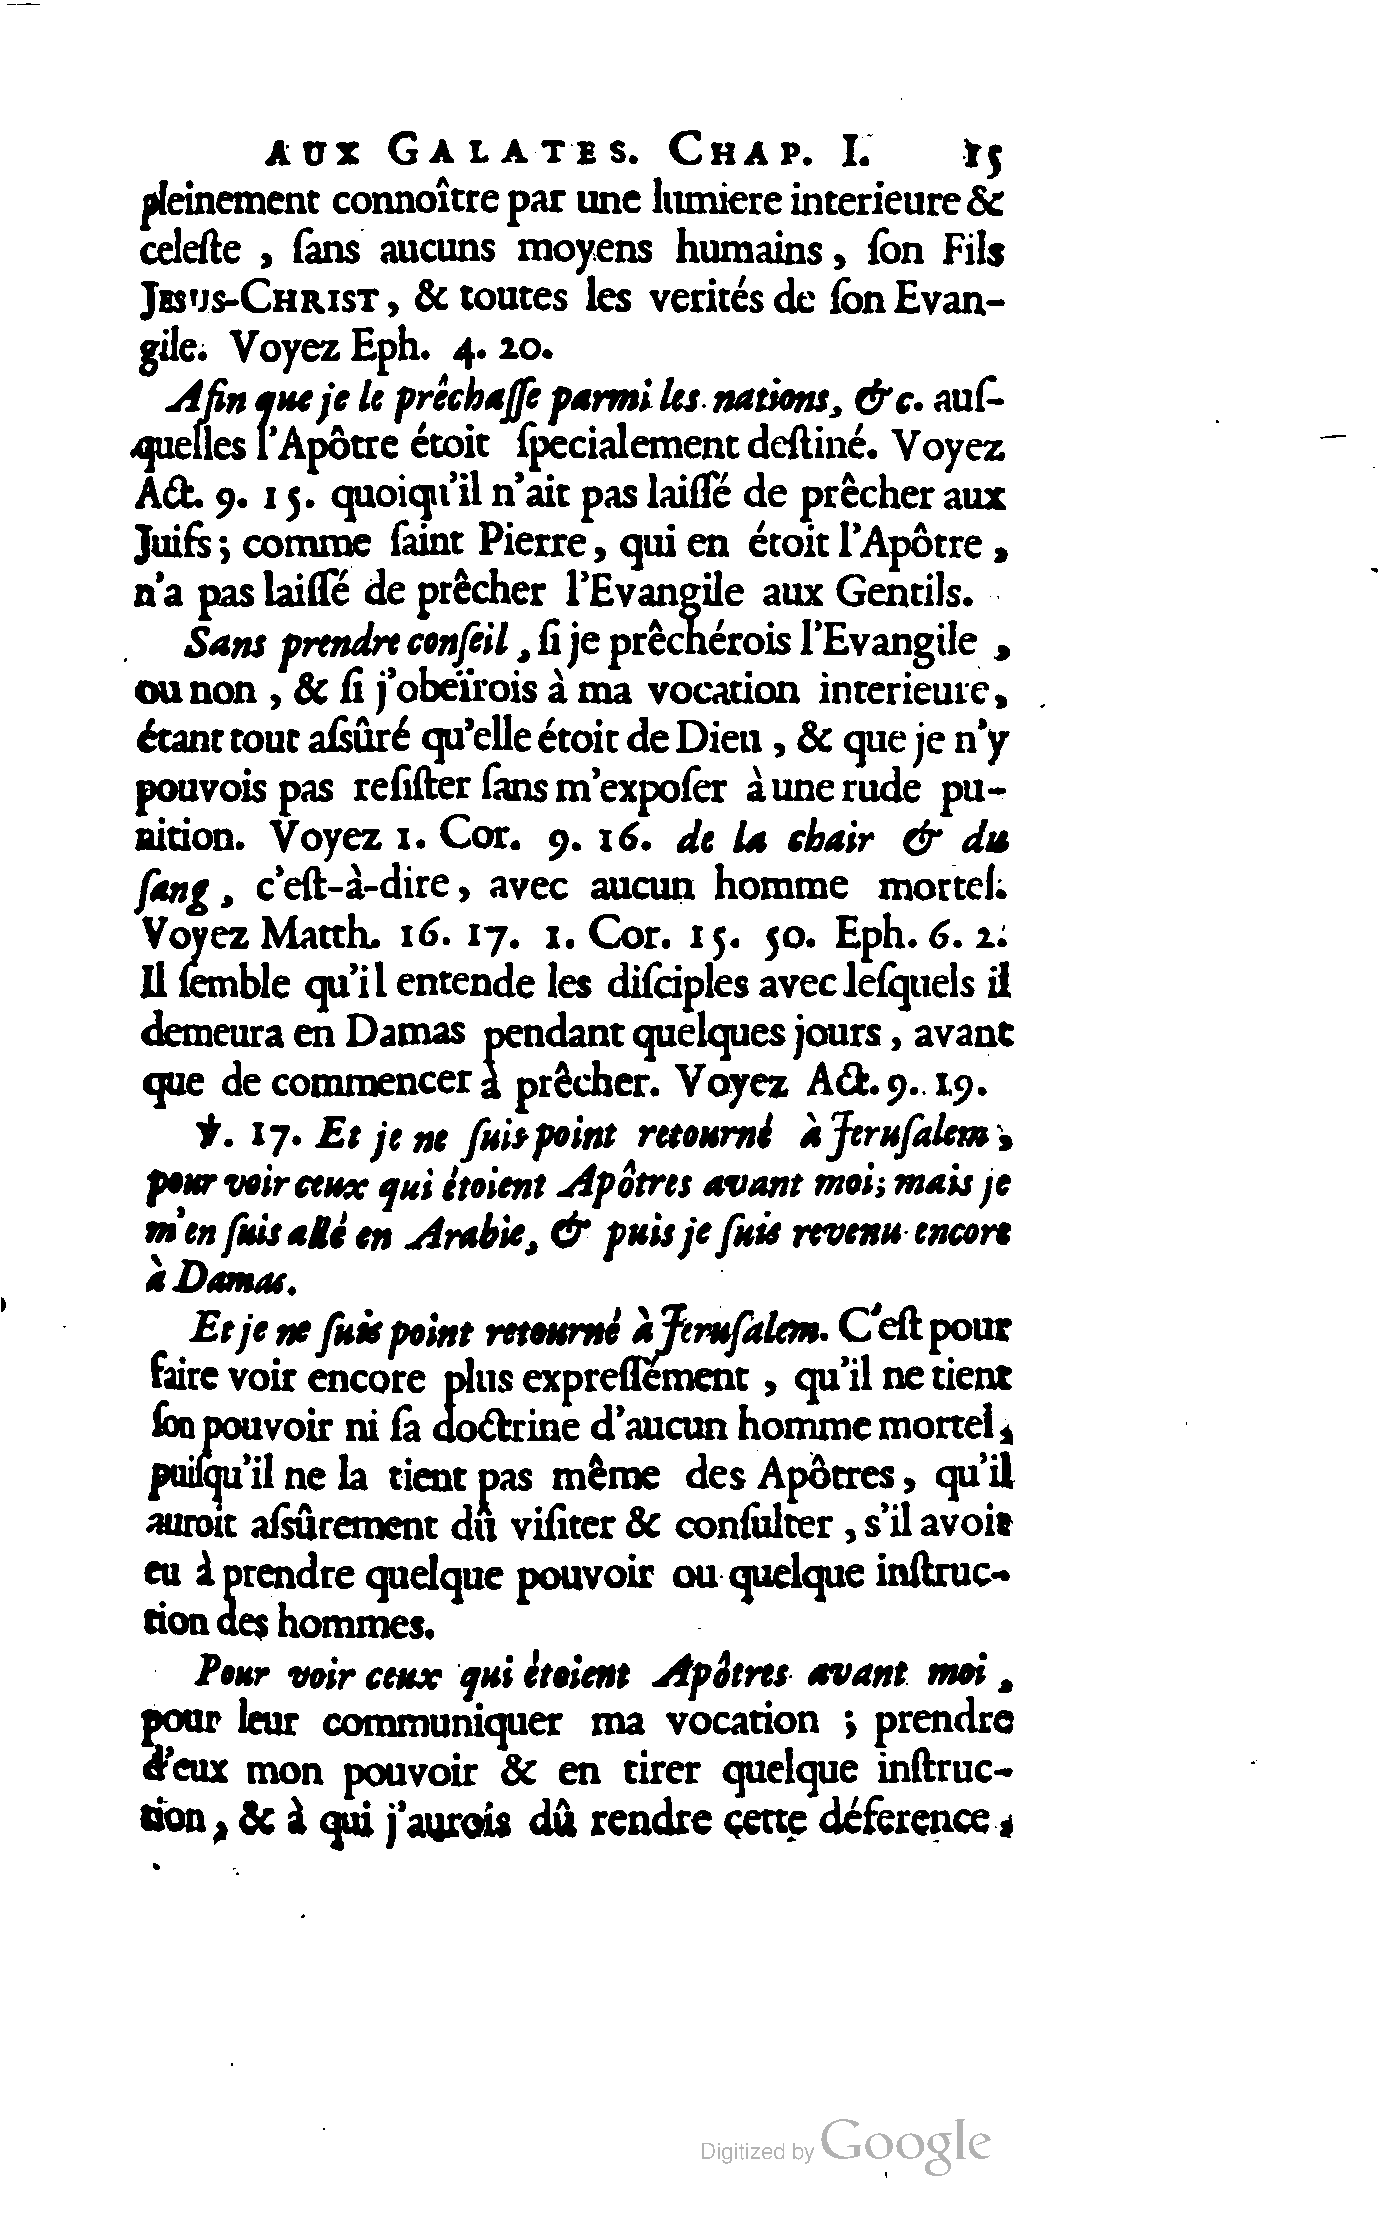 AUX GALATES. CHAP. I. 15
pleinement connoître par une lumiere interieure &
celeſte , ſans aucuns moyens humains , ſon Fils
JESUS-CHRIST , & toutes les verités de ſon Evan-
gile. Voyez Eph. 4. 20.
Afin que je le prêchaſſe parmi les nations, &c. auſ-
quelles l'Apôtre étoit ſpecialement deſtiné. Voyez
Act. 9. 15. quoiqu'il n'ait pas laiſſé de prêcher aux
Juifs ; comme ſaint Pierre , qui en étoit l'Apôtre ,
n'a pas laiſſé de prêcher l'Evangile aux Gentils.
Sans prendre conſeil , ſi je prêchérois l'Evangile ,
ou non , & ſi j'obeïrois à ma vocation interieure,
étant tout aſsûré qu'elle étoit de Dieu , & que je n'y
pouvois pas reſiſter ſans m'expoſer à une rude pu-
nition. Voyez 1. Cor. 9. 16. de la chair & du
ſang , c'eſt-à-dire, avec aucun homme mortel.
Voyez Matth. 16. 17. 1. Cor. 15. 50. Eph. 6. 2.
Il ſemble qu'il entende les diſciples avec leſquels il
demeura en Damas pendant quelques jours , avant
que de commencer à prêcher. Voyez Act. 9. 19.
℣. 17. Et je ne ſuis point retourné à Jeruſalem ,
pour voir ceux qui étoient Apôtres avant moi; mais je
m'en ſuis allé en Arabie, & puis je ſuis revenu encore
à Damas.
Et je ne ſuis point retourné à Jeruſalem. C'eſt pour
faire voir encore plus expreſſément , qu'il ne tient
ſon pouvoir ni ſa doctrine d'aucun homme mortel ,
puiſqu'il ne la tient pas même des Apôtres, qu'il
auroit aſsûrement dû viſiter & conſulter , s'il avoit
eu à prendre quelque pouvoir ou quelque inſtruc-
tion des hommes.
Pour voir ceux qui étoient Apôtres avant moi ,
pour leur communiquer ma vocation ; prendre
d'eux mon pouvoir & en tirer quelque inſtruc-
tion , & à qui j'aurois dû rendre cette déference ,
Digitized by Google